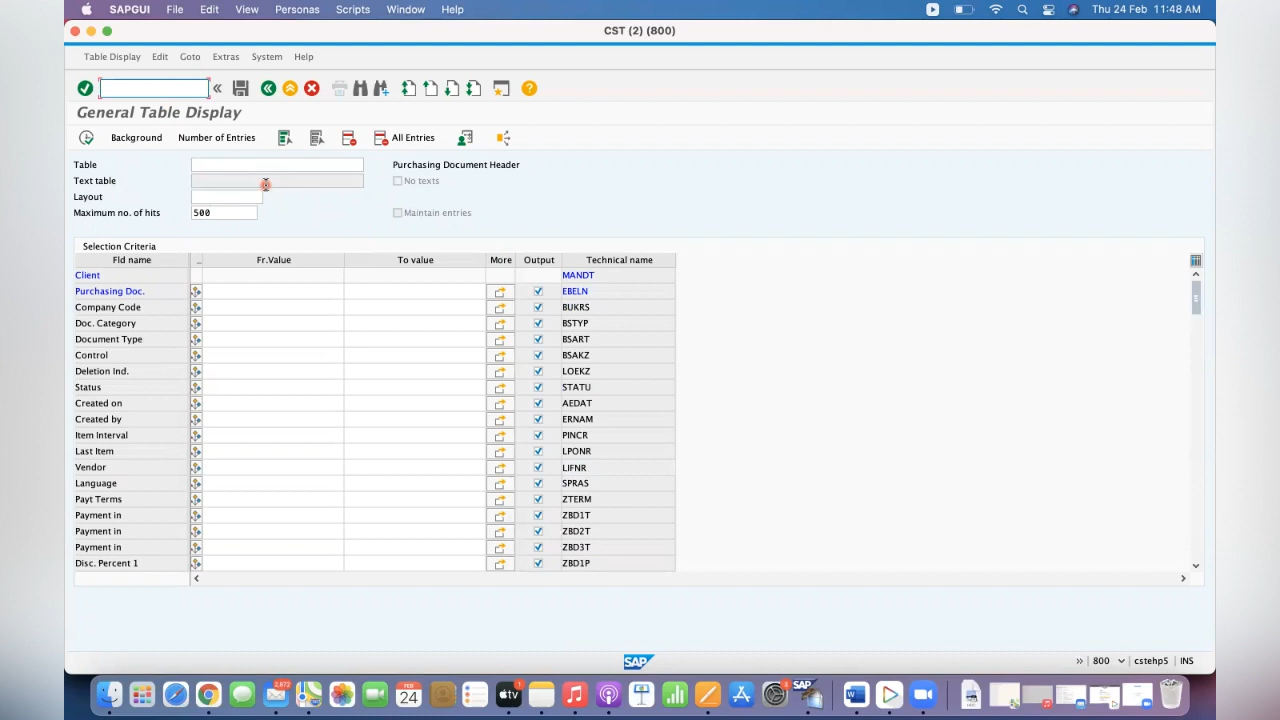 SAPGUI File Edit View Personas Scripts Window Help Thu 24 Feb 11:48 AM
CST (2) (800)
Table Display Edit Goto Extras System Help
General Table Display
Background Number of Entries All Entries
Table Purchasing Document Header
Text table No texts
Layout
Maximum no. of hits 500 Maintain entries
Selection Criteria
Fld name ... Fr.Value To value More Output Technical name
Client MANDT
Purchasing Doc. EBELN
Company Code BUKRS
Doc. Category BSTYP
Document Type BSART
Control BSAKZ
Deletion Ind. LOEKZ
Status STATU
Created on AEDAT
Created by ERNAM
Item Interval PINCR
Last Item LPONR
Vendor LIFNR
Language SPRAS
Payt Terms ZTERM
Payment in ZBD1T
Payment in ZBD2T
Payment in ZBD3T
Disc. Percent 1 ZBD1P
SAP 800 cstehp5 INS
2,872 FEB 24 tv 1 SAP W